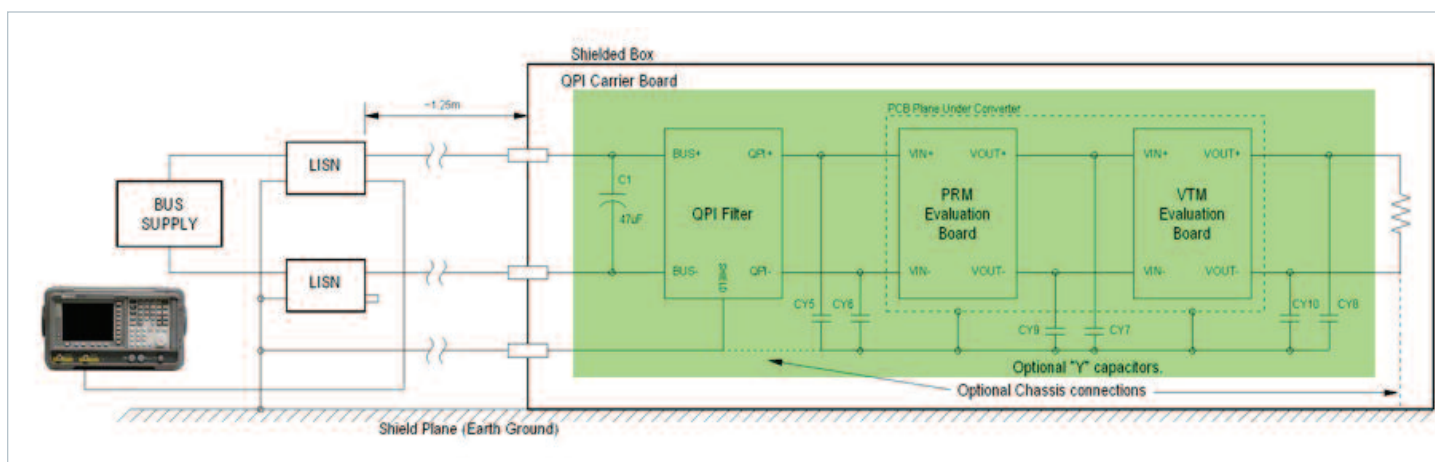 Shielded Box
QPI Carrier Board
~1.25m
PCB Plane Under Converter
LISN
BUS SUPPLY
LISN
C1
47uF
BUS+
QPI+
QPI Filter
BUS-
QPI-
SHIELD
VIN+
VOUT+
PRM
Evaluation
Board
VIN-
VOUT-
VIN+
VOUT+
VTM
Evaluation
Board
VIN-
VOUT-
CY5
CY6
CY9
CY7
CY10
CY8
Optional "Y" capacitors.
Optional Chassis connections
Shield Plane (Earth Ground)